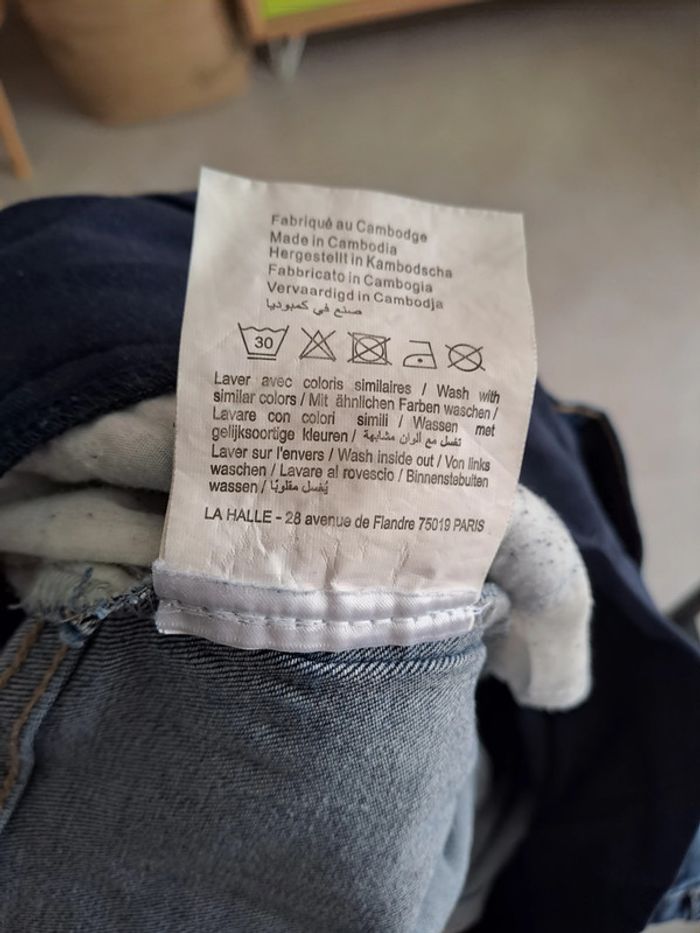 Fabriqué au Cambodge
Made in Cambodia
Hergestellt in Kambodscha
Fabbricato in Cambogia
Vervaardigd in Cambodja
صنع في كمبوديا
30
Laver avec coloris similaires / Wash with
similar colors / Mit ähnlichen Farben waschen /
Lavare con colori simili / Wassen met
gelijksoortige kleuren / تغسل مع ألوان مشابهة
Laver sur l'envers / Wash inside out / Von links
waschen / Lavare al rovescio / Binnenstebuiten
wassen / يُغسل مقلوبًا
LA HALLE - 28 avenue de Flandre 75019 PARIS